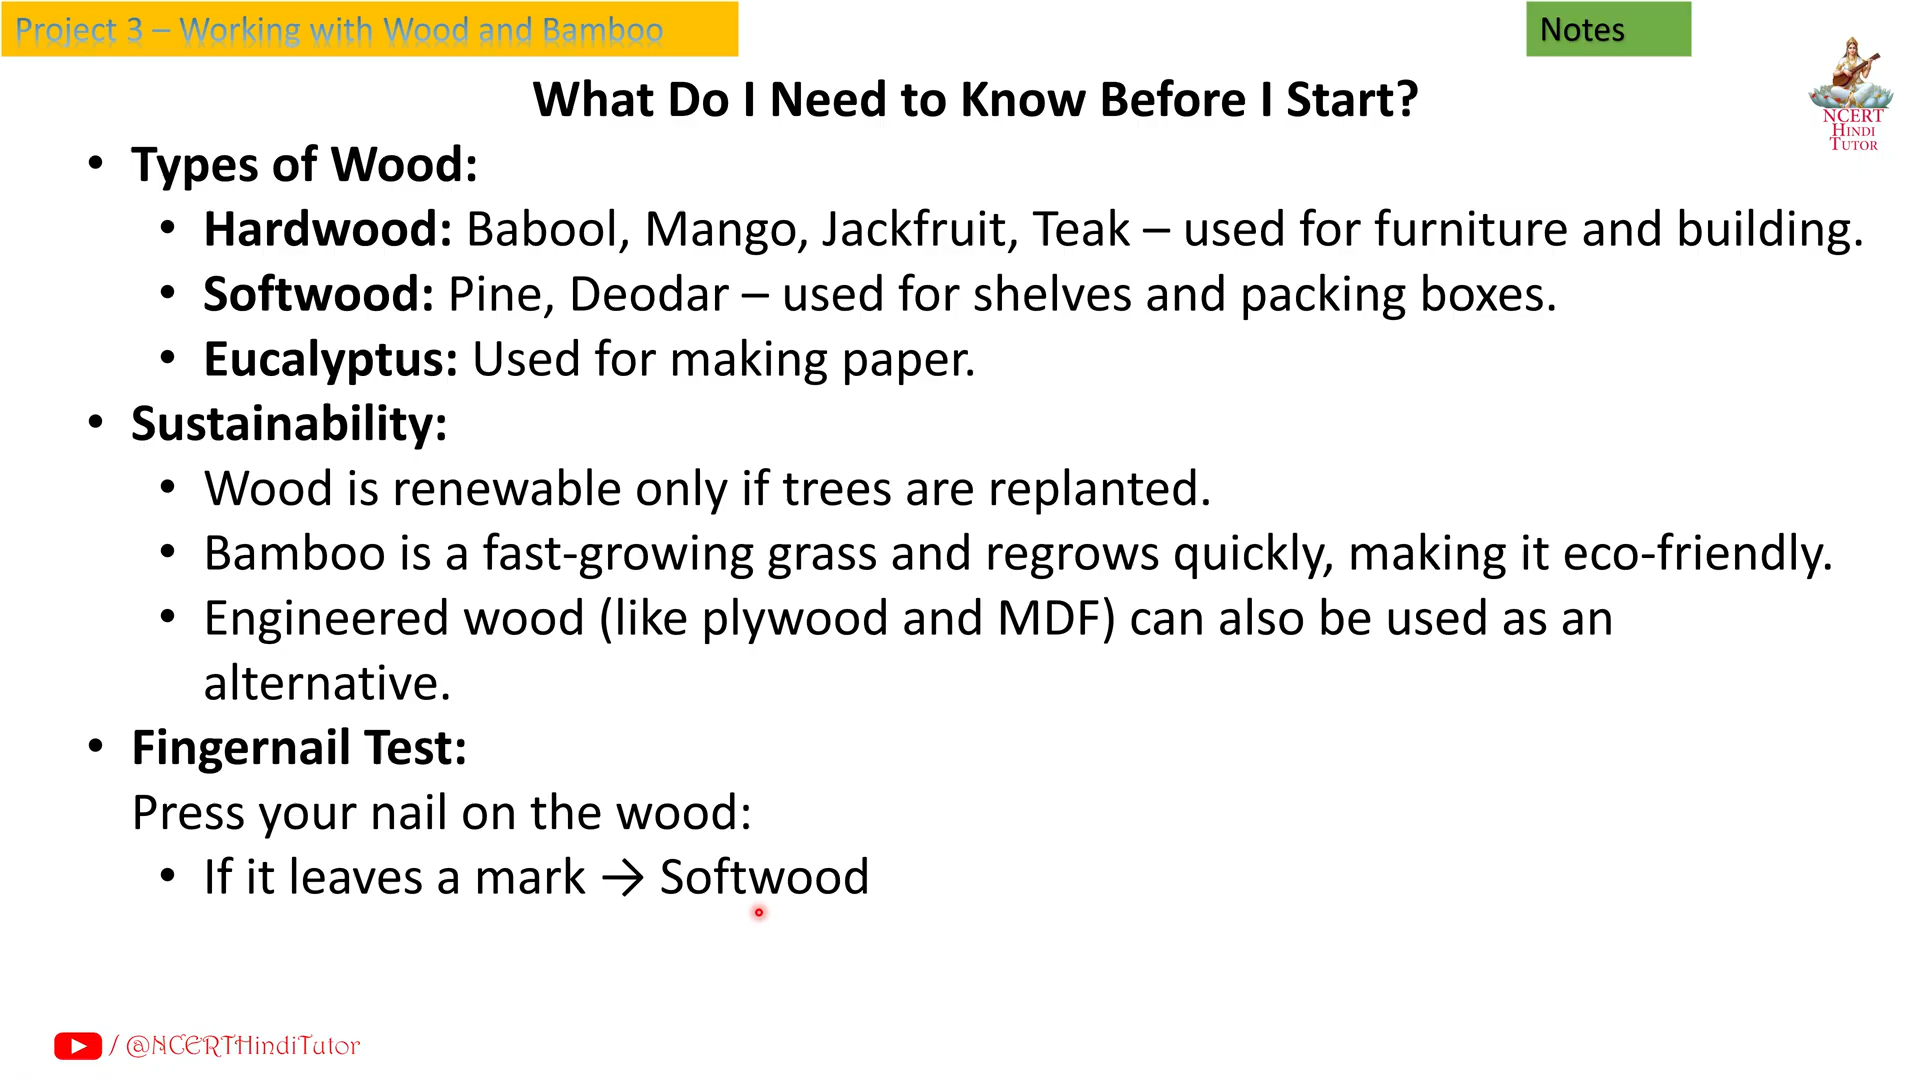 Project 3 – Working with Wood and Bamboo
Notes
NCERT
HINDI
TUTOR
What Do I Need to Know Before I Start?
• Types of Wood:
• Hardwood: Babool, Mango, Jackfruit, Teak – used for furniture and building.
• Softwood: Pine, Deodar – used for shelves and packing boxes.
• Eucalyptus: Used for making paper.
• Sustainability:
• Wood is renewable only if trees are replanted.
• Bamboo is a fast-growing grass and regrows quickly, making it eco-friendly.
• Engineered wood (like plywood and MDF) can also be used as an
alternative.
• Fingernail Test:
Press your nail on the wood:
• If it leaves a mark → Softwood
/ @NCERTHindiTutor